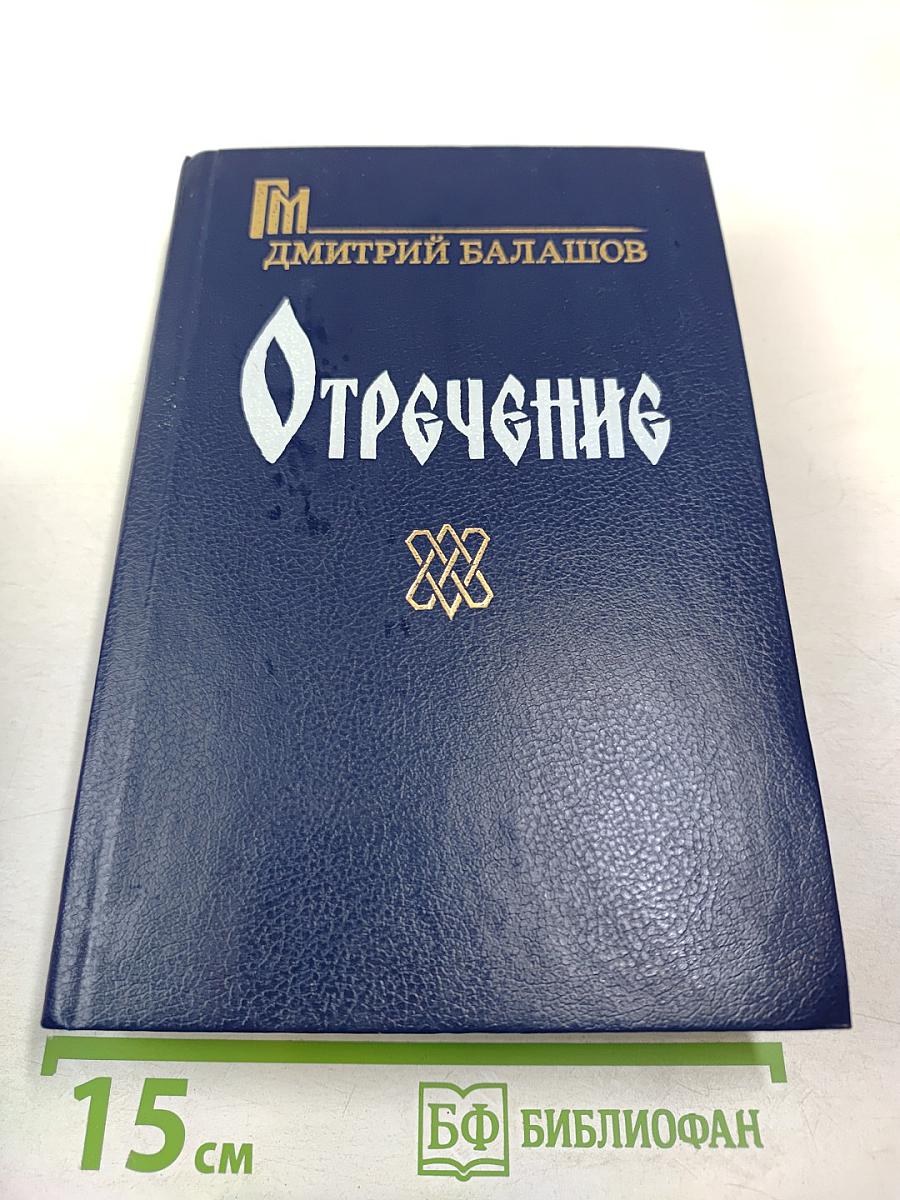 ГМ
ДМИТРИЙ БАЛАШОВ
Отречение
15 см
БФ БИБЛИОФАН